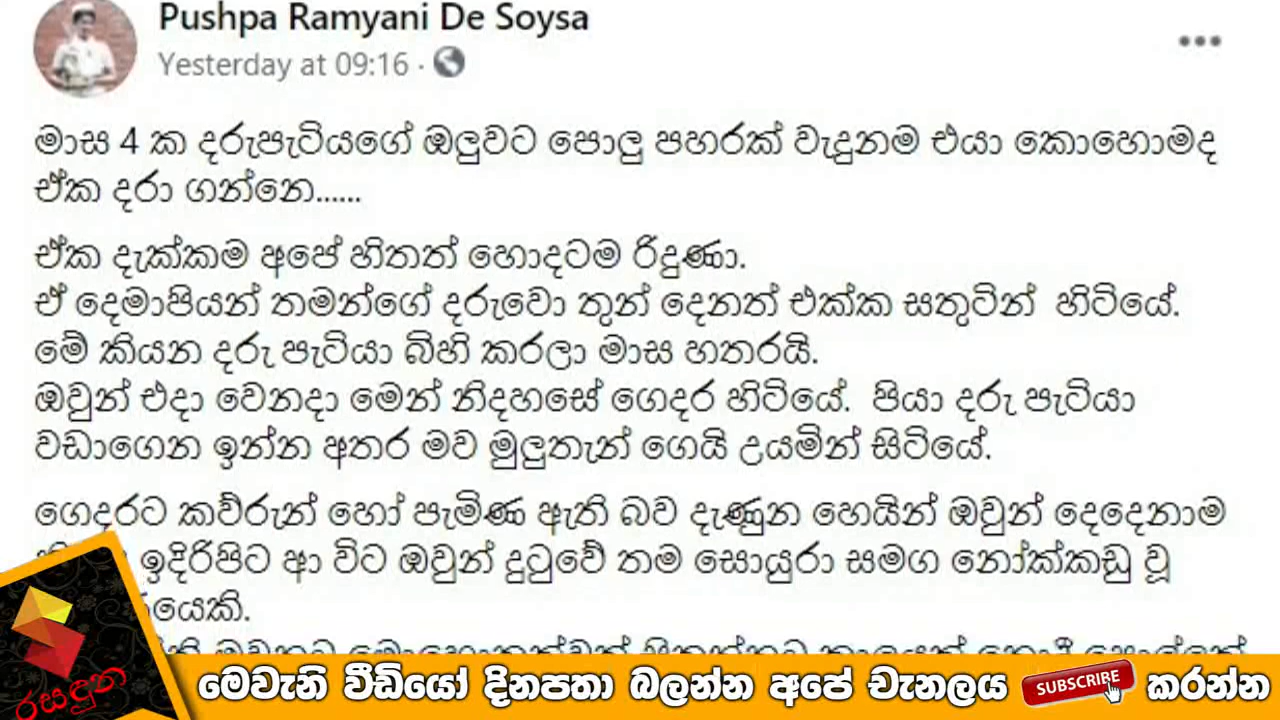 Pushpa Ramyani De Soysa
Yesterday at 09:16 ·
මාස 4 ක දරුපැටියගේ ඔලුවට පොලු පහරක් වැදුනම එයා කොහොමද
ඒක දරා ගන්නෙ......
ඒක දැක්කම අපේ හිතත් හොදටම රිදුණා.
ඒ දෙමාපියන් තමන්ගේ දරුවො තුන් දෙනත් එක්ක සතුටින් හිටියේ.
මේ කියන දරු පැටියා බිහි කරලා මාස හතරයි.
ඔවුන් එදා වෙනදා මෙන් නිදහසේ ගෙදර හිටියේ. පියා දරු පැටියා
වඩාගෙන ඉන්න අතර මව මුලුතැන් ගෙයි උයමින් සිටියේ.
ගෙදරට කව්රුන් හෝ පැමිණ ඇති බව දැණුන හෙයින් ඔවුන් දෙදෙනාම
ඉදිරිපිට ආ විට ඔවුන් දුටුවේ තම සොයුරා සමග නෝක්කඩු වූ
රසඳුන
මෙවැනි වීඩියෝ දිනපතා බලන්න අපේ චැනලය SUBSCRIBE කරන්න